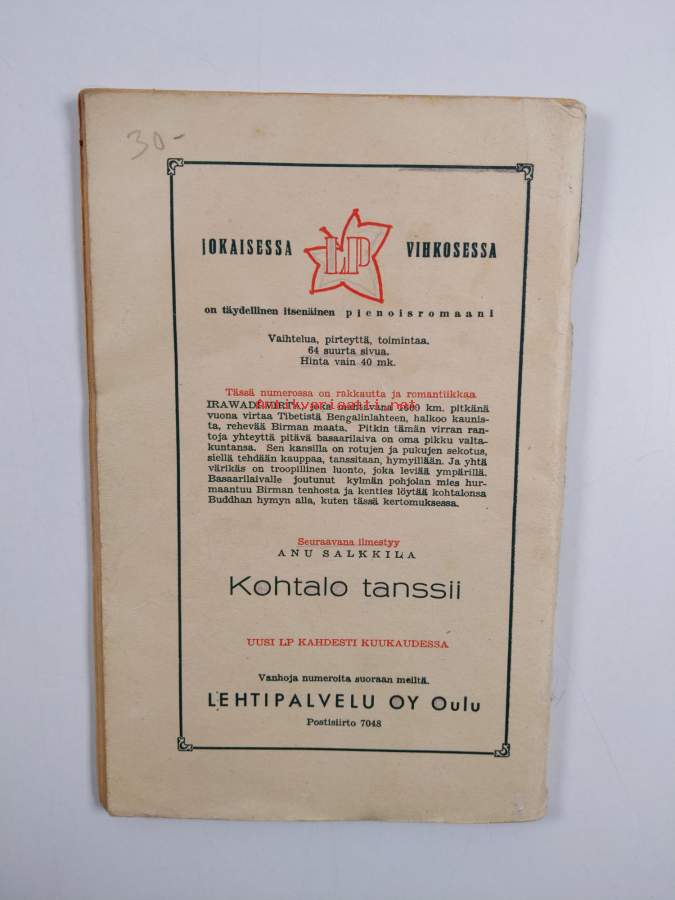 30-
JOKAISESSA LP VIHKOSESSA
on täydellinen itsenäinen pienoisromaani
Vaihtelua, pirteyttä, toimintaa.
64 suurta sivua.
Hinta vain 40 mk.
Tässä numerossa on rakkautta ja romantiikkaa
IRAWADI-VIRTA, joka mahtavana 2600 km. pitkänä
vuona virtaa Tibetistä Bengalinlahteen, halkoo kaunis-
ta, rehevää Birman maata. Pitkin tämän virran ran-
toja yhteyttä pitävä basaarilaiva on oma pikku valta-
kuntansa. Sen kansilla on rotujen ja pukujen sekotus,
siellä tehdään kauppaa, tanssitaan, hymyillään. Ja yhtä
värikäs on troopillinen luonto, joka leviää ympärillä.
Basaarilaivalle joutunut kylmän pohjolan mies hur-
maantuu Birman tenhosta ja kenties löytää kohtalonsa
Buddhan hymyn alla, kuten tässä kertomuksessa.
Seuraavana ilmestyy
ANU SALKKILA
Kohtalo tanssii
UUSI LP KAHDESTI KUUKAUDESSA
Vanhoja numeroita suoraan meiltä.
LEHTIPALVELU OY Oulu
Postisiirto 7048